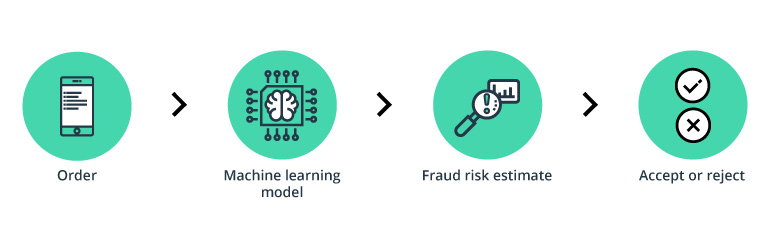 Order
Machine learning
model
Fraud risk estimate
Accept or reject